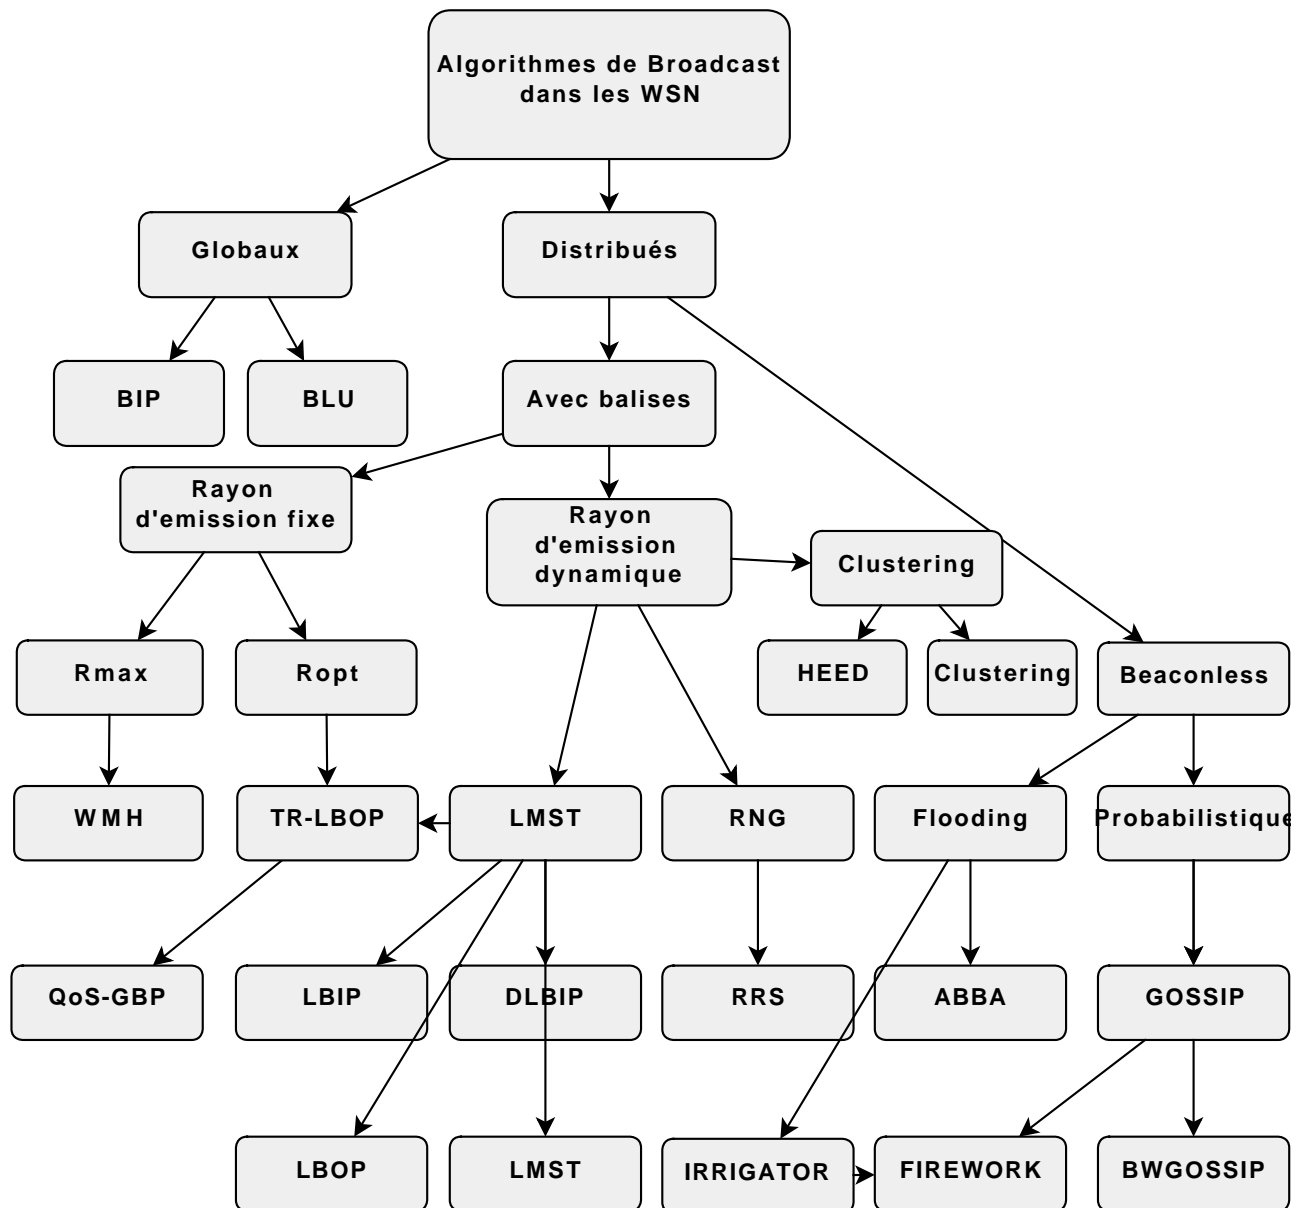 Algorithmes de Broadcast
dans les WSN
Globaux
Distribués
BIP
BLU
Avec balises
Rayon
d'emission fixe
Rayon
d'emission
dynamique
Clustering
Rmax
Ropt
HEED
Clustering
Beaconless
WMH
TR-LBOP
LMST
RNG
Flooding
Probabilistique
QoS-GBP
LBIP
DLBIP
RRS
ABBA
GOSSIP
LBOP
LMST
IRRIGATOR
FIREWORK
BWGOSSIP